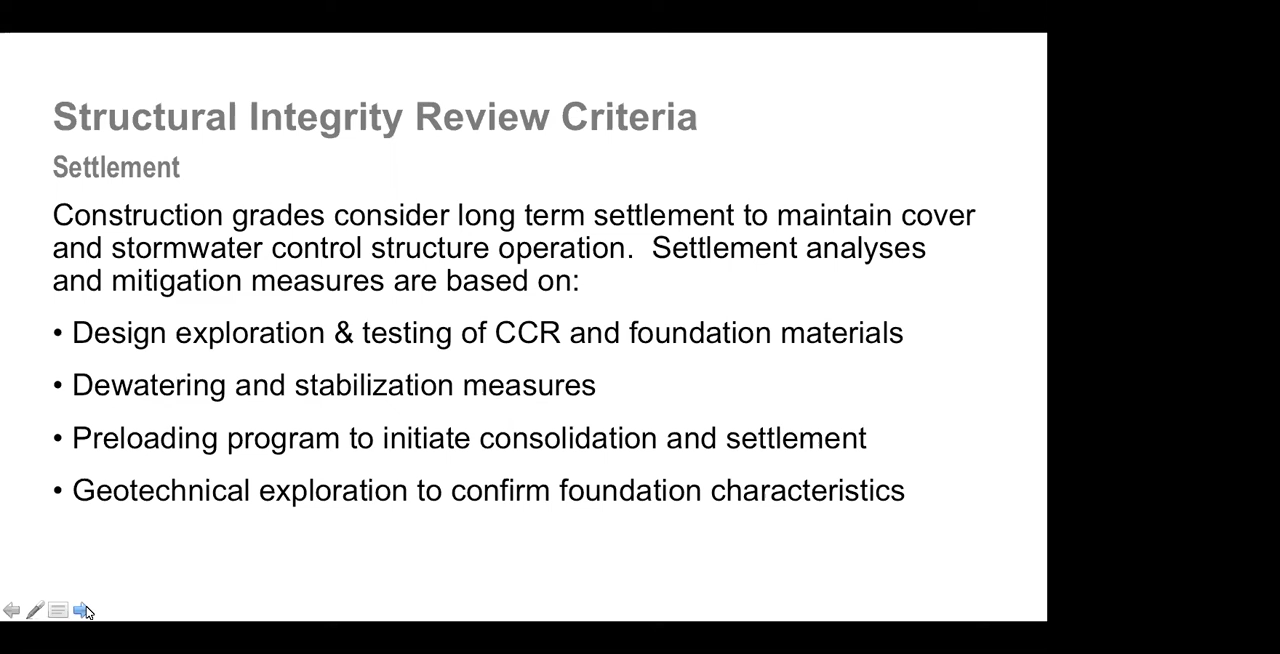 Structural Integrity Review Criteria
Settlement
Construction grades consider long term settlement to maintain cover
and stormwater control structure operation.  Settlement analyses
and mitigation measures are based on:
• Design exploration & testing of CCR and foundation materials
• Dewatering and stabilization measures
• Preloading program to initiate consolidation and settlement
• Geotechnical exploration to confirm foundation characteristics